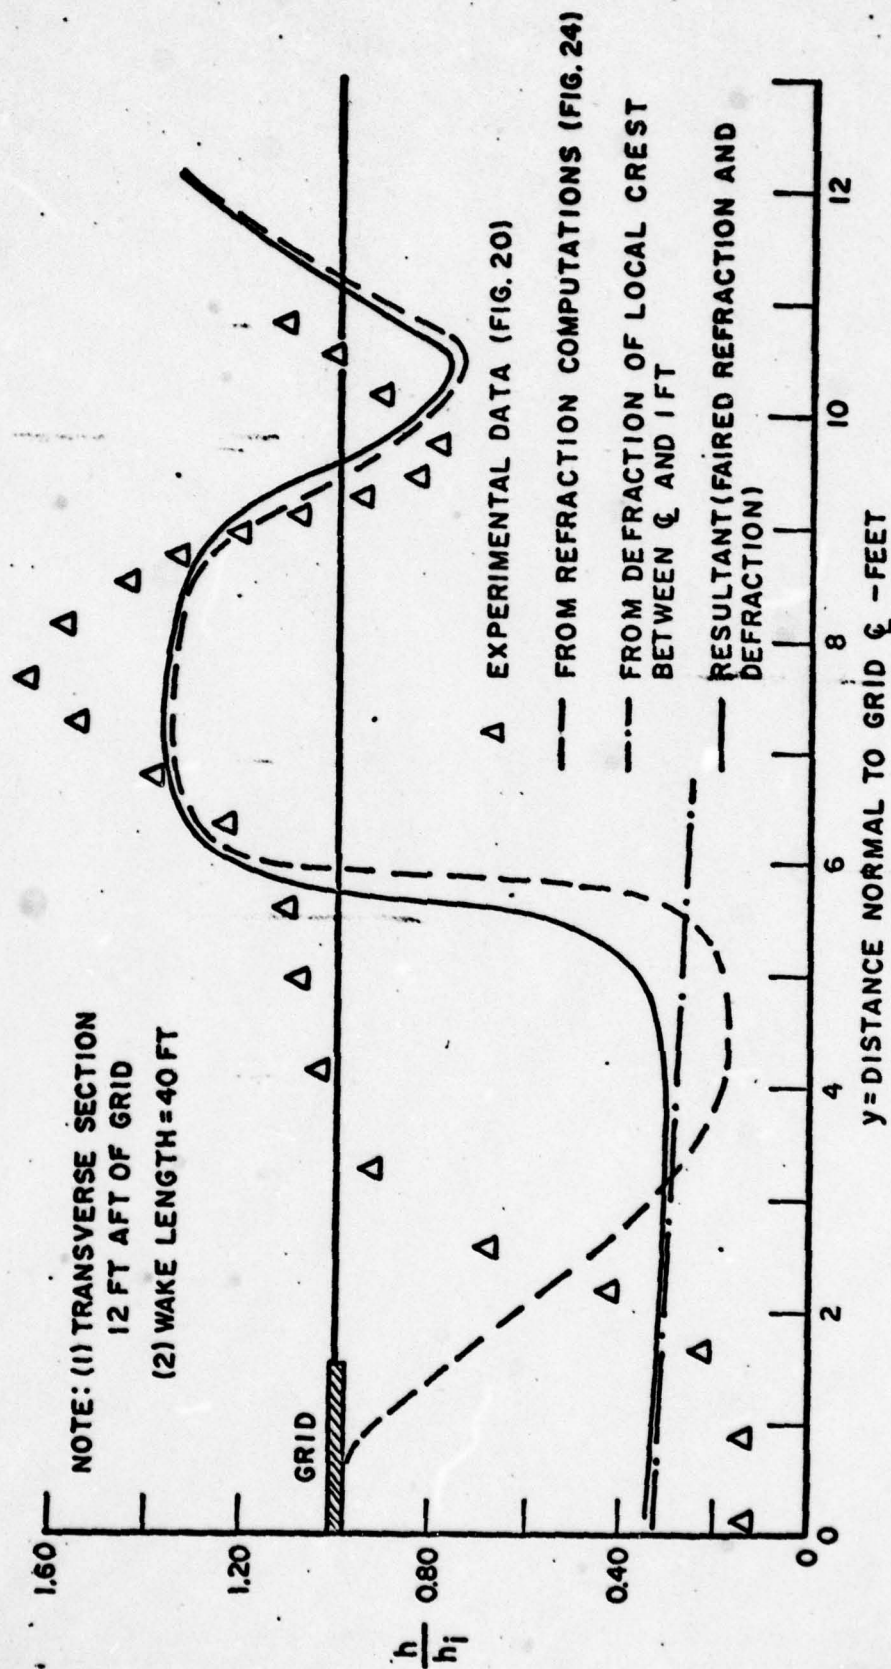 NOTE: (1) TRANSVERSE SECTION
12 FT AFT OF GRID
(2) WAKE LENGTH = 40 FT
GRID
h
hi
1.60
1.20
0.80
0.40
0
0
2
4
6
8
10
12
y = DISTANCE NORMAL TO GRID ℄ - FEET
△ EXPERIMENTAL DATA (FIG. 20)
FROM REFRACTION COMPUTATIONS (FIG. 24)
FROM DEFRACTION OF LOCAL CREST
BETWEEN ℄ AND 1 FT
RESULTANT (FAIRED REFRACTION AND
DEFRACTION)